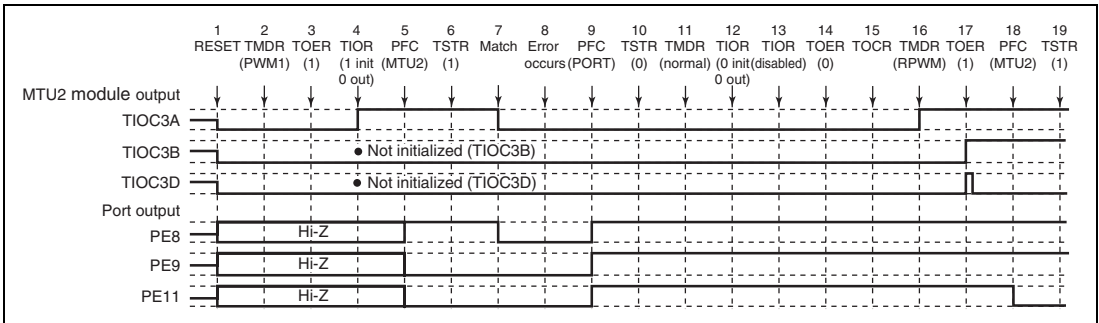 1 2 3 4 5 6 7 8 9 10 11 12 13 14 15 16 17 18 19
RESET TMDR TOER TIOR PFC TSTR Match Error PFC TSTR TMDR TIOR TIOR TOER TOCR TMDR TOER PFC TSTR
(PWM1) (1) (1 init (MTU2) (1) occurs (PORT) (0) (normal) (0 init (disabled) (0) (RPWM) (1) (MTU2) (1)
0 out) 0 out)
MTU2 module output
TIOC3A
TIOC3B • Not initialized (TIOC3B)
TIOC3D • Not initialized (TIOC3D)
Port output
PE8 Hi-Z
PE9 Hi-Z
PE11 Hi-Z